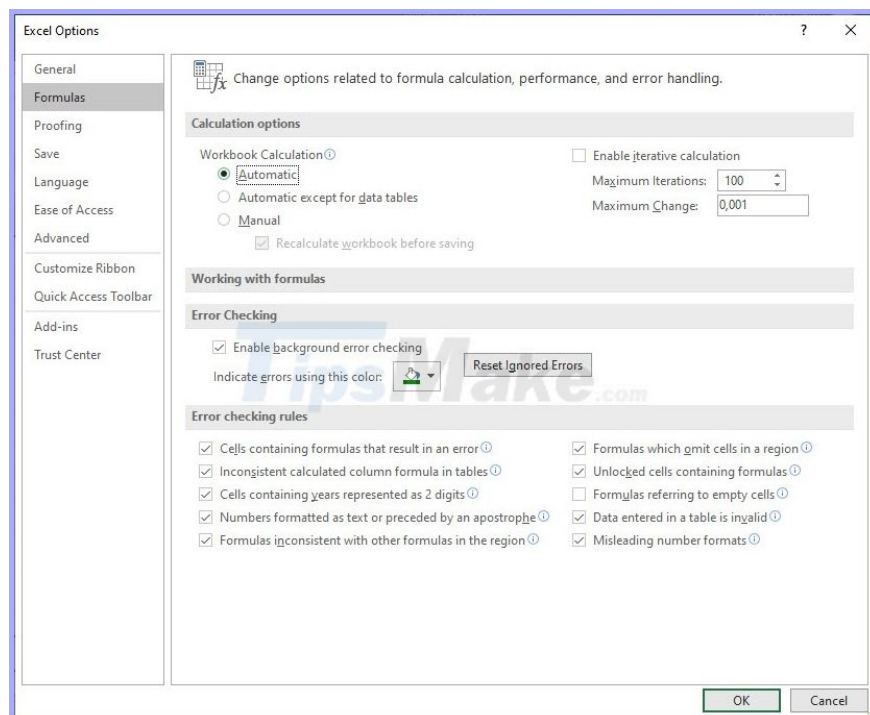 Excel Options
?
General
Formulas
Proofing
Save
Language
Ease of Access
Advanced
Customize Ribbon
Quick Access Toolbar
Add-ins
Trust Center
fx Change options related to formula calculation, performance, and error handling.
Calculation options
Workbook Calculation
Automatic
Automatic except for data tables
Manual
Recalculate workbook before saving
Enable iterative calculation
Maximum Iterations: 100
Maximum Change: 0,001
Working with formulas
Error Checking
Enable background error checking
Indicate errors using this color:
Reset Ignored Errors
TipsMake.com
Error checking rules
Cells containing formulas that result in an error
Inconsistent calculated column formula in tables
Cells containing years represented as 2 digits
Numbers formatted as text or preceded by an apostrophe
Formulas inconsistent with other formulas in the region
Formulas which omit cells in a region
Unlocked cells containing formulas
Formulas referring to empty cells
Data entered in a table is invalid
Misleading number formats
OK
Cancel